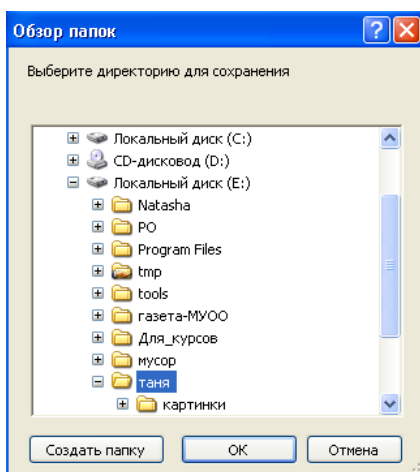 Обзор папок
Выберите директорию для сохранения
Локальный диск (C:)
CD-дисковод (D:)
Локальный диск (E:)
Natasha
PO
Program Files
tmp
tools
газета-МУОО
Для_курсов
мусор
таня
картинки
Создать папку ОК Отмена